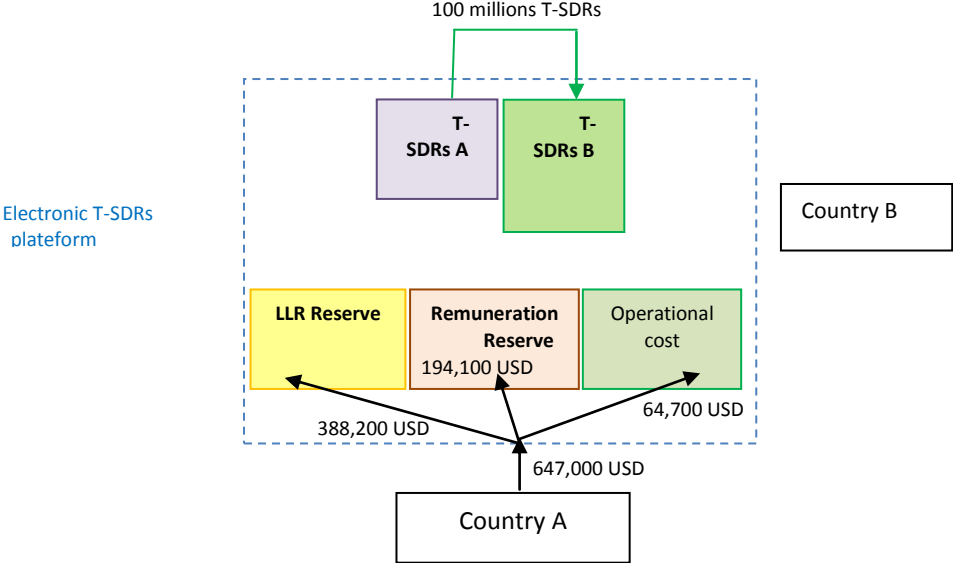 100 millions T-SDRs
T-
SDRs A
T-
SDRs B
Electronic T-SDRs
plateform
Country B
LLR Reserve
Remuneration
Reserve
194,100 USD
Operational
cost
388,200 USD
64,700 USD
647,000 USD
Country A